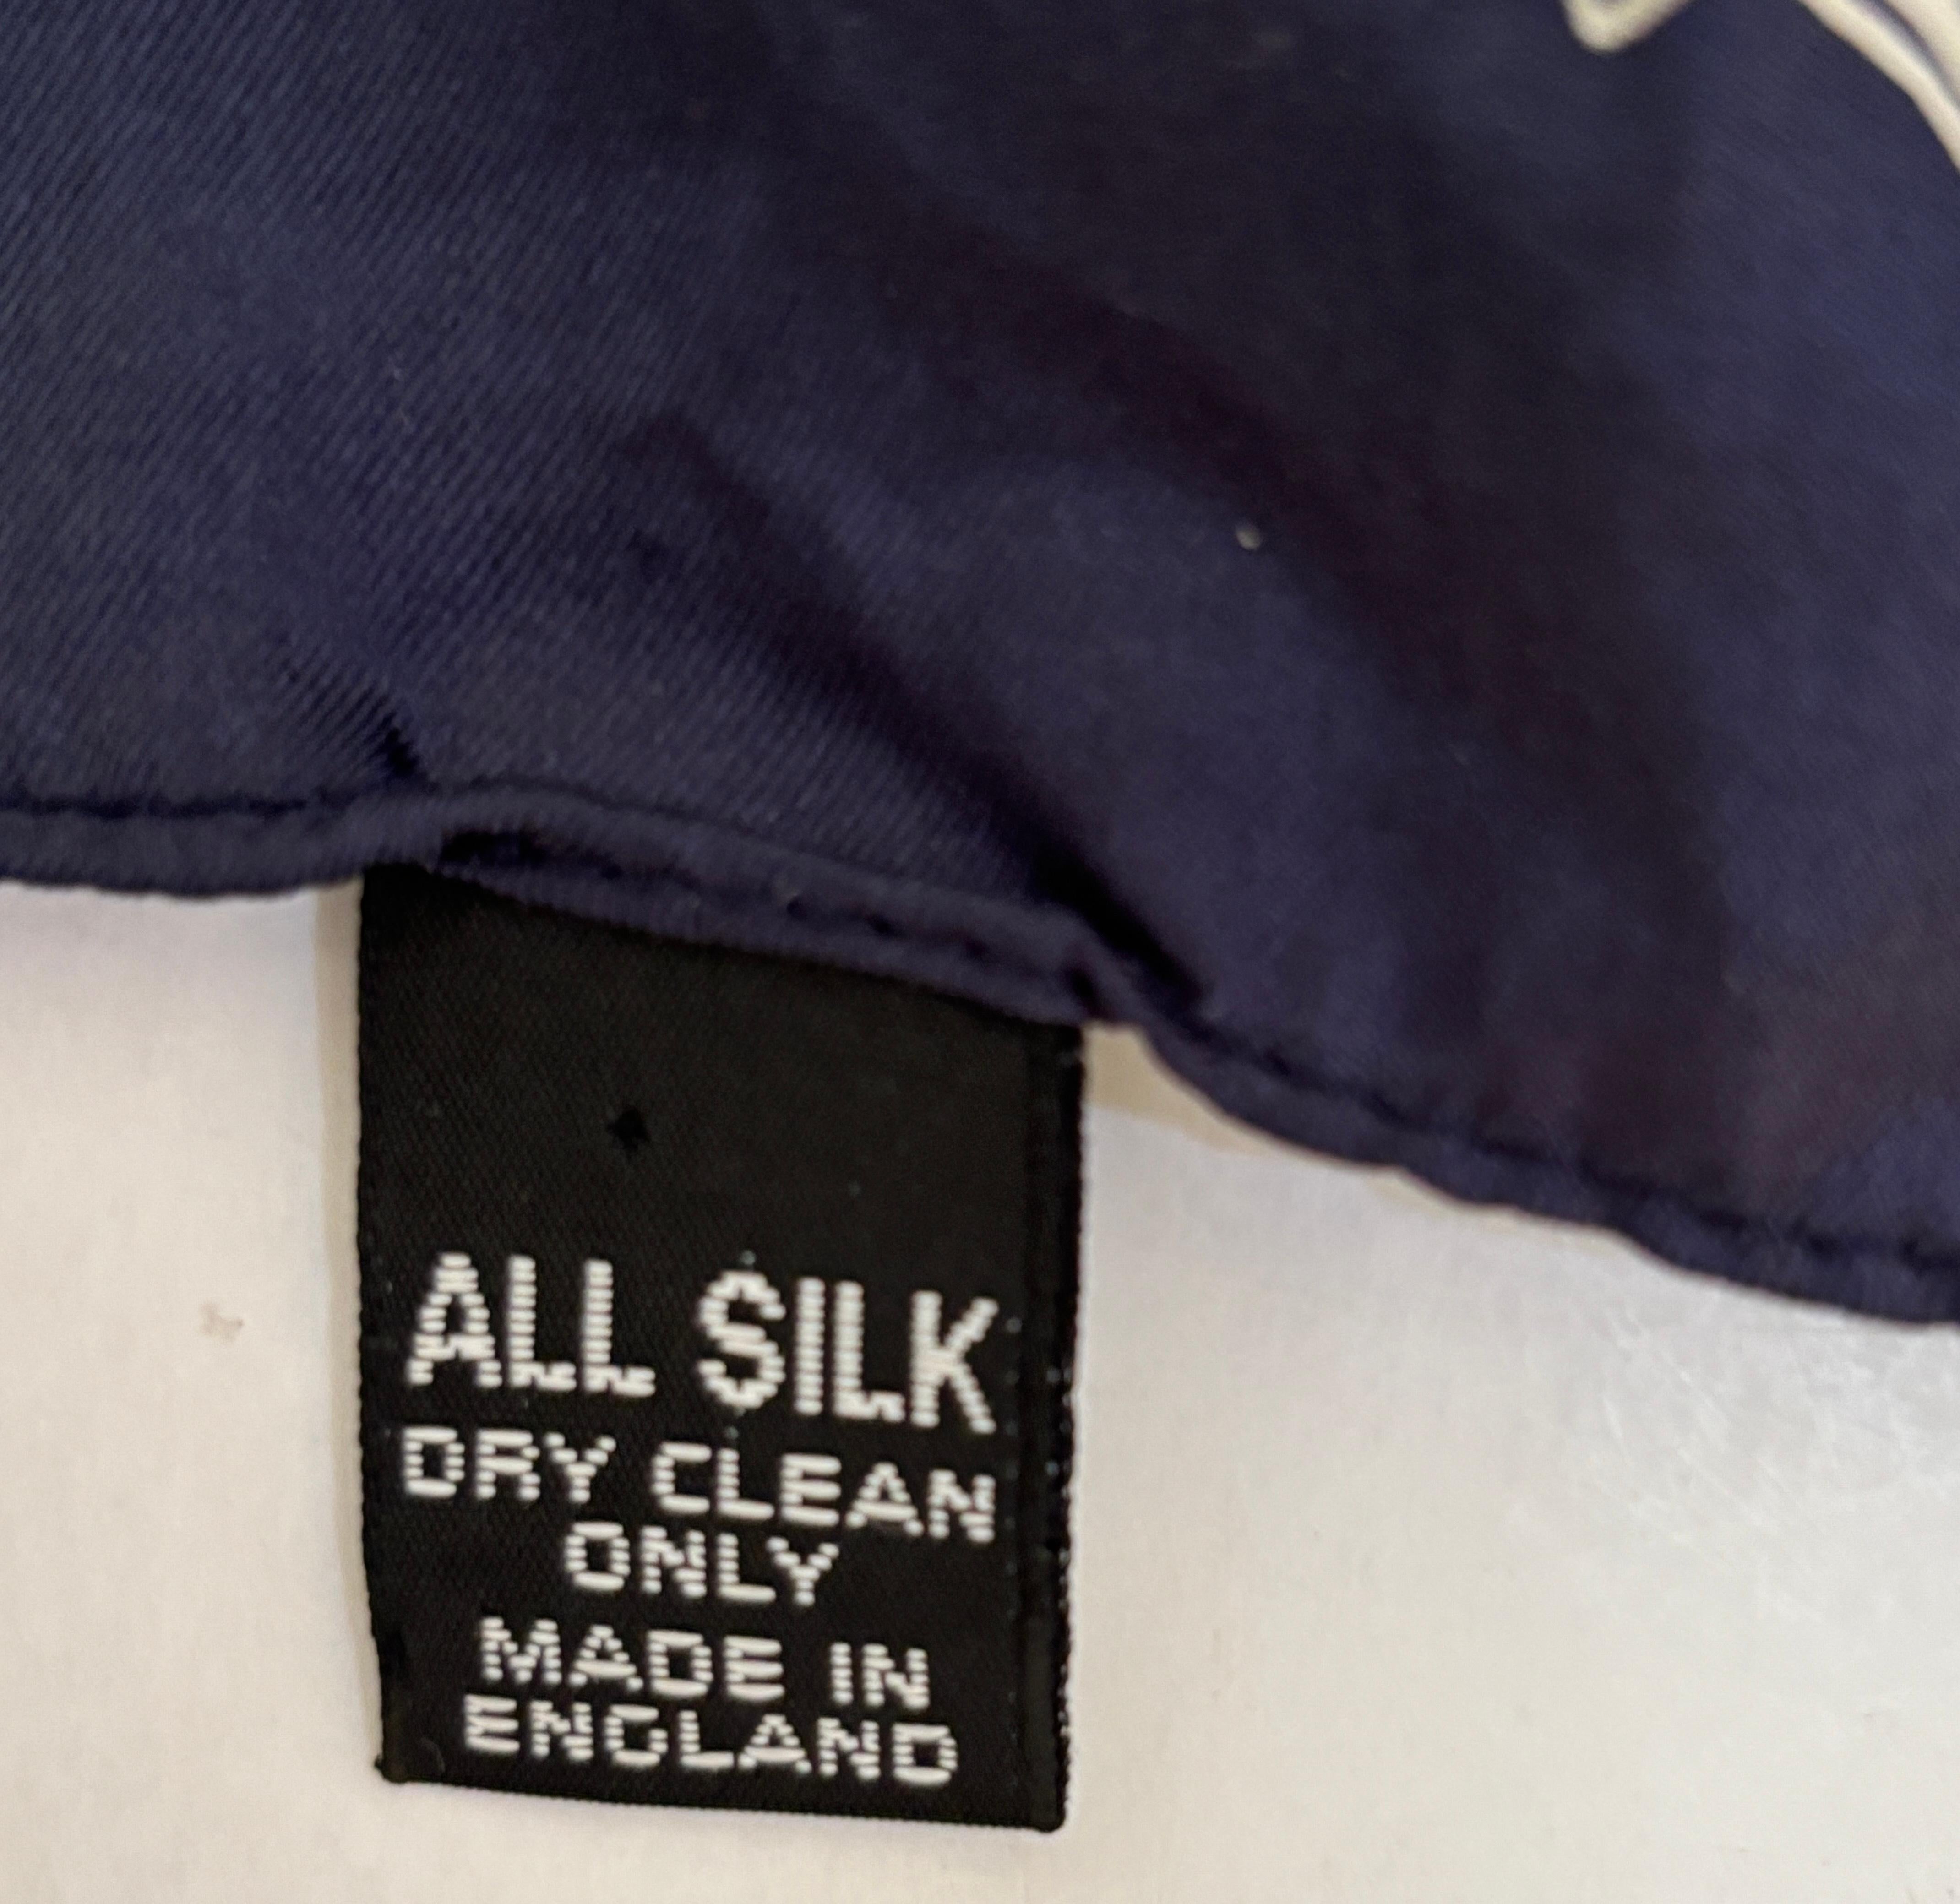 ALL SILK
DRY CLEAN
ONLY
MADE IN
ENGLAND